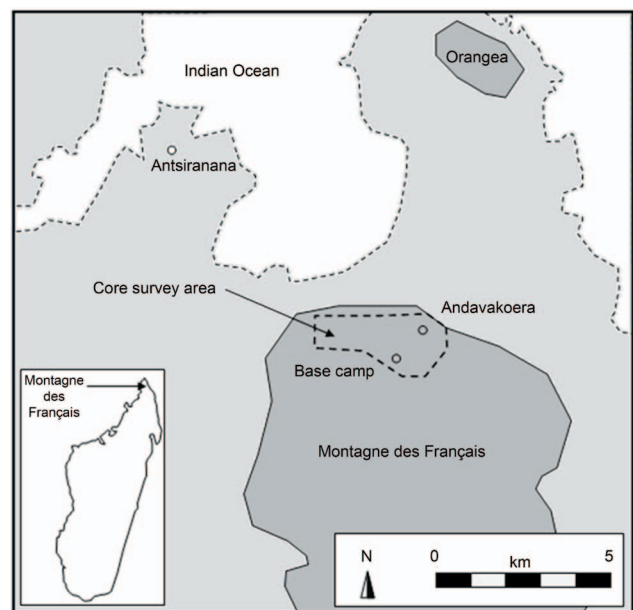 Orangea
Indian Ocean
Antsiranana
Core survey area
Andavakoera
Base camp
Montagne
des
Français
Montagne des Français
N
0
km
5